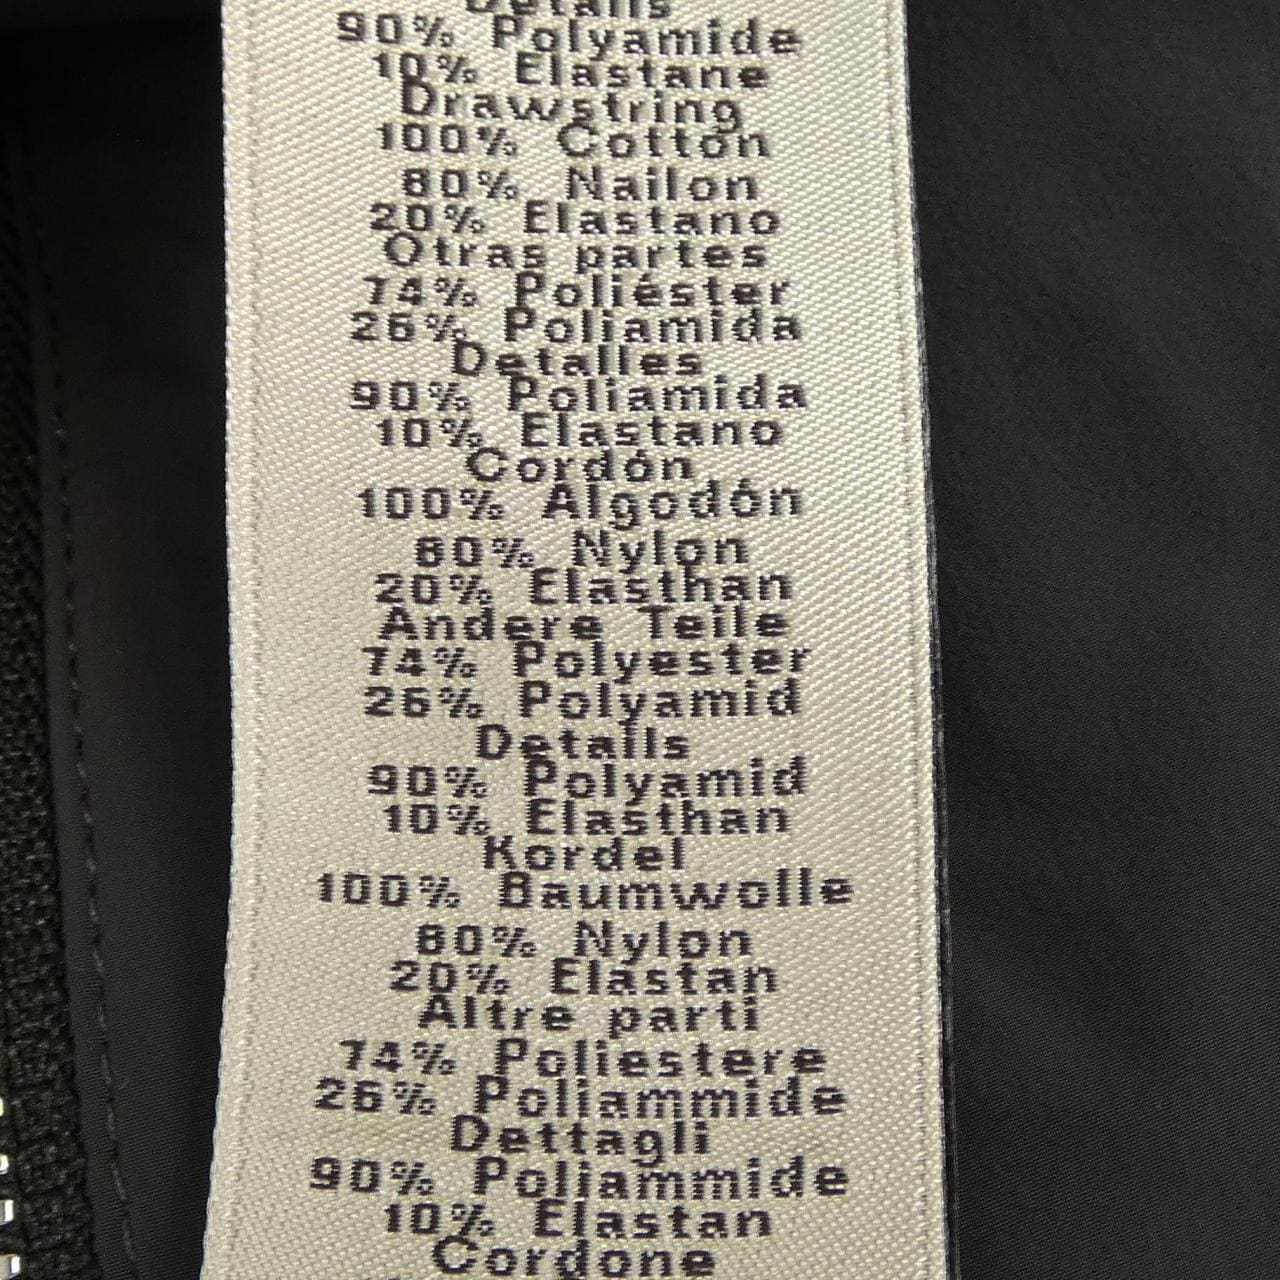 Details
90% Polyamide
10% Elastane
Drawstring
100% Cotton
80% Nailon
20% Elastano
Otras partes
74% Poliéster
26% Poliamida
Detalles
90% Poliamida
10% Elastano
Cordón
100% Algodón
80% Nylon
20% Elasthan
Andere Teile
74% Polyester
26% Polyamid
Details
90% Polyamid
10% Elasthan
Kordel
100% Baumwolle
80% Nylon
20% Elastan
Altre parti
74% Poliestere
26% Poliammide
Dettagli
90% Poliammide
10% Elastan
Cordone